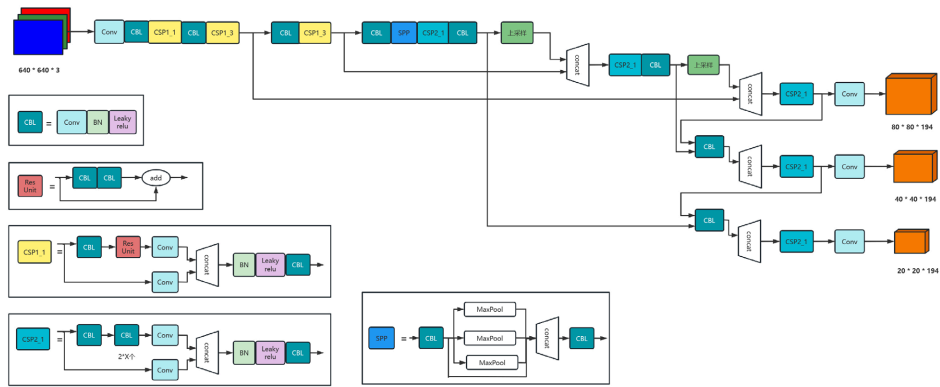 Conv CBL CSP1_1 CBL CSP1_3 CBL CSP1_3 CBL SPP CSP2_1 CBL 上采样
concat
640 * 640 * 3
CSP2_1 CBL 上采样
concat
CSP2_1 Conv
80 * 80 * 194
CBL = Conv BN Leaky relu
CBL
concat
CSP2_1 Conv
40 * 40 * 194
Res Unit = CBL CBL add
CBL
concat
CSP2_1 Conv
20 * 20 * 194
CSP1_1 = CBL Res Unit Conv
Conv
concat
BN Leaky relu CBL
CSP2_1 = CBL CBL Conv
2*X个
Conv
concat
BN Leaky relu CBL
SPP = CBL
MaxPool
MaxPool
MaxPool
concat
CBL